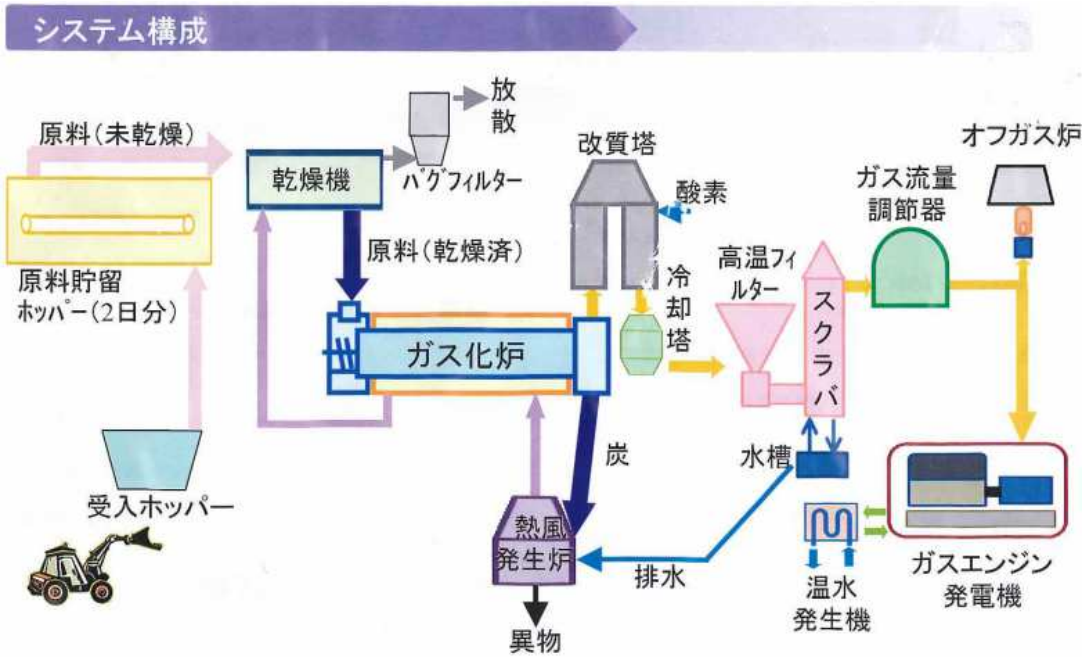 システム構成
原料(未乾燥)
原料貯留
ホッパー(2日分)
受入ホッパー
乾燥機
放
散
バグフィルター
原料(乾燥済)
ガス化炉
改質塔
酸素
冷
却
塔
高温フィ
ルター
スクラバ
ガス流量
調節器
オフガス炉
炭
水槽
熱風
発生炉
排水
異物
温水
発生機
ガスエンジン
発電機